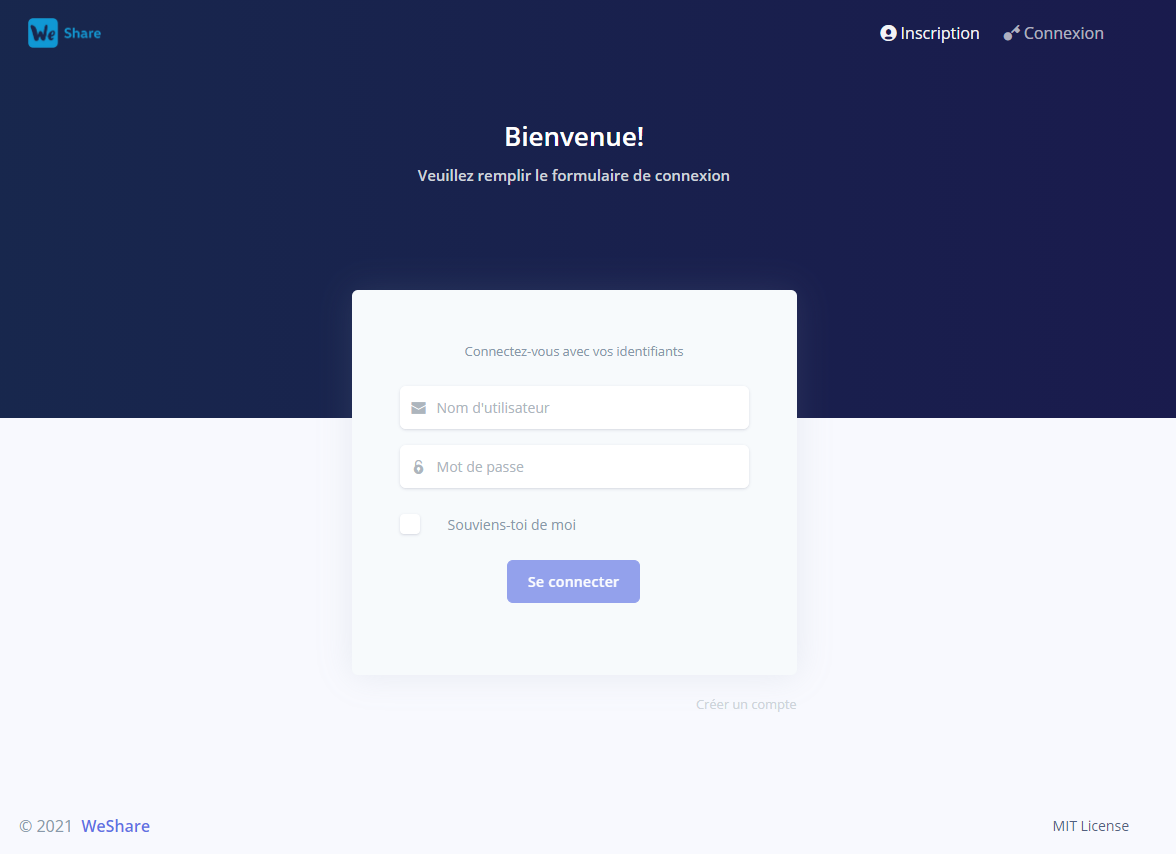 We Share
Inscription
Connexion
Bienvenue!
Veuillez remplir le formulaire de connexion
Connectez-vous avec vos identifiants
Nom d'utilisateur
Mot de passe
Souviens-toi de moi
Se connecter
Créer un compte
© 2021 WeShare
MIT License